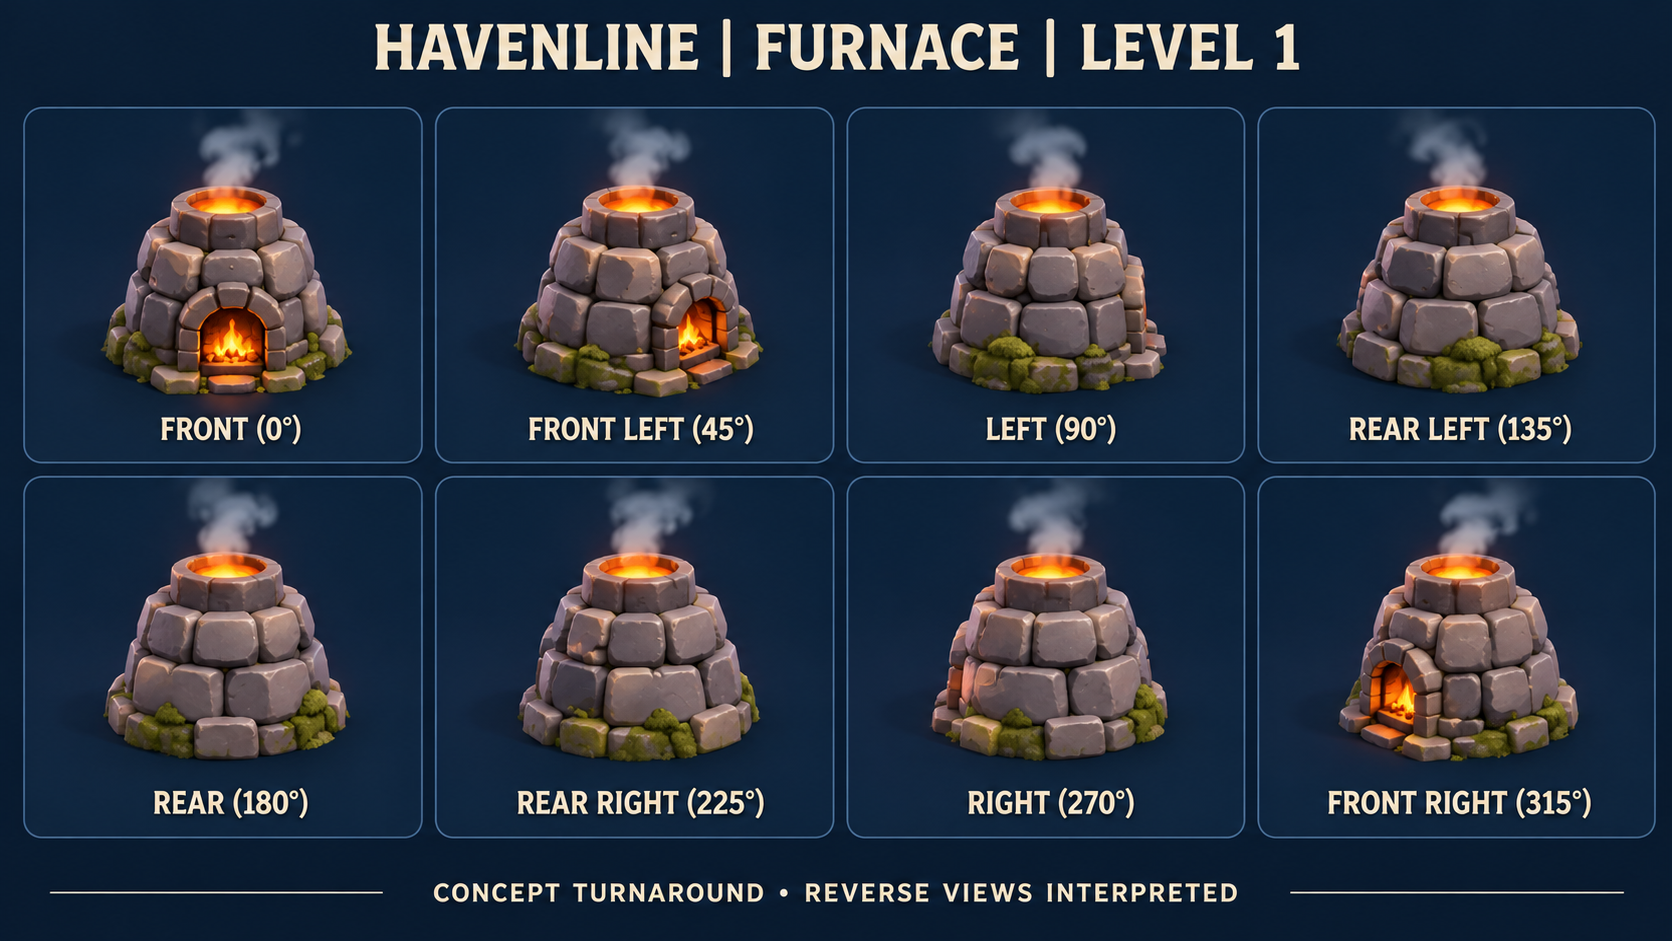 HAVENLINE | FURNACE | LEVEL 1
FRONT (0°)
FRONT LEFT (45°)
LEFT (90°)
REAR LEFT (135°)
REAR (180°)
REAR RIGHT (225°)
RIGHT (270°)
FRONT RIGHT (315°)
CONCEPT TURNAROUND • REVERSE VIEWS INTERPRETED